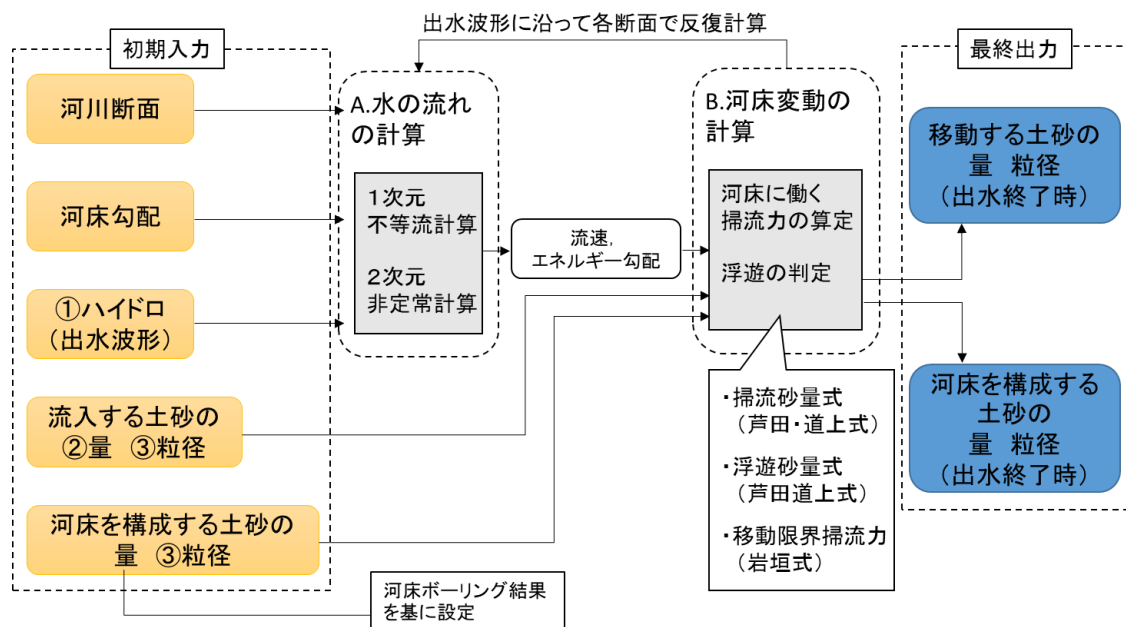 出水波形に沿って各断面で反復計算
初期入力
河川断面
河床勾配
①ハイドロ
（出水波形）
流入する土砂の
②量　③粒径
河床を構成する土砂の
量　③粒径
河床ボーリング結果
を基に設定
A.水の流れ
の計算
１次元
不等流計算
２次元
非定常計算
流速,
エネルギー勾配
B.河床変動の
計算
河床に働く
掃流力の算定
浮遊の判定
・掃流砂量式
（芦田・道上式）
・浮遊砂量式
（芦田道上式）
・移動限界掃流力
（岩垣式）
最終出力
移動する土砂の
量　粒径
（出水終了時）
河床を構成する
土砂の
量　粒径
（出水終了時）